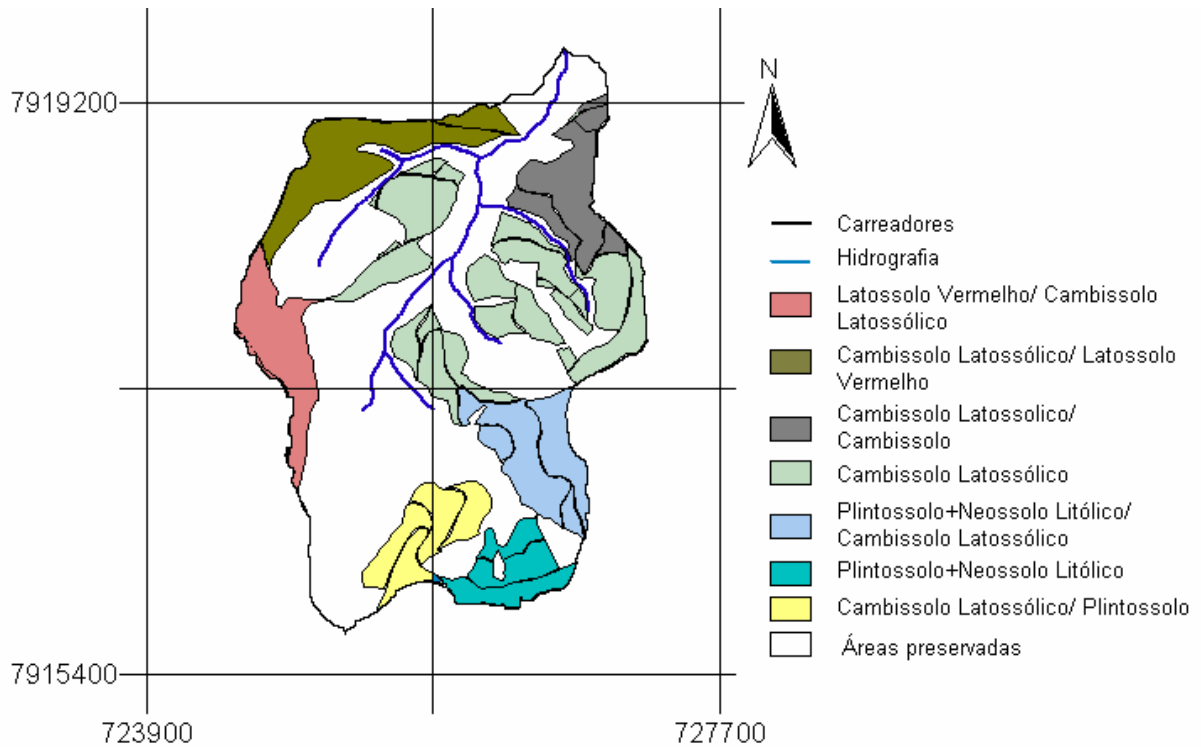 7919200
N
Carreadores
Hidrografia
Latossolo Vermelho/ Cambissolo
Latossólico
Cambissolo Latossólico/ Latossolo
Vermelho
Cambissolo Latossolico/
Cambissolo
Cambissolo Latossólico
Plintossolo+Neossolo Litólico/
Cambissolo Latossólico
Plintossolo+Neossolo Litólico
Cambissolo Latossólico/ Plintossolo
Áreas preservadas
7915400
723900
727700